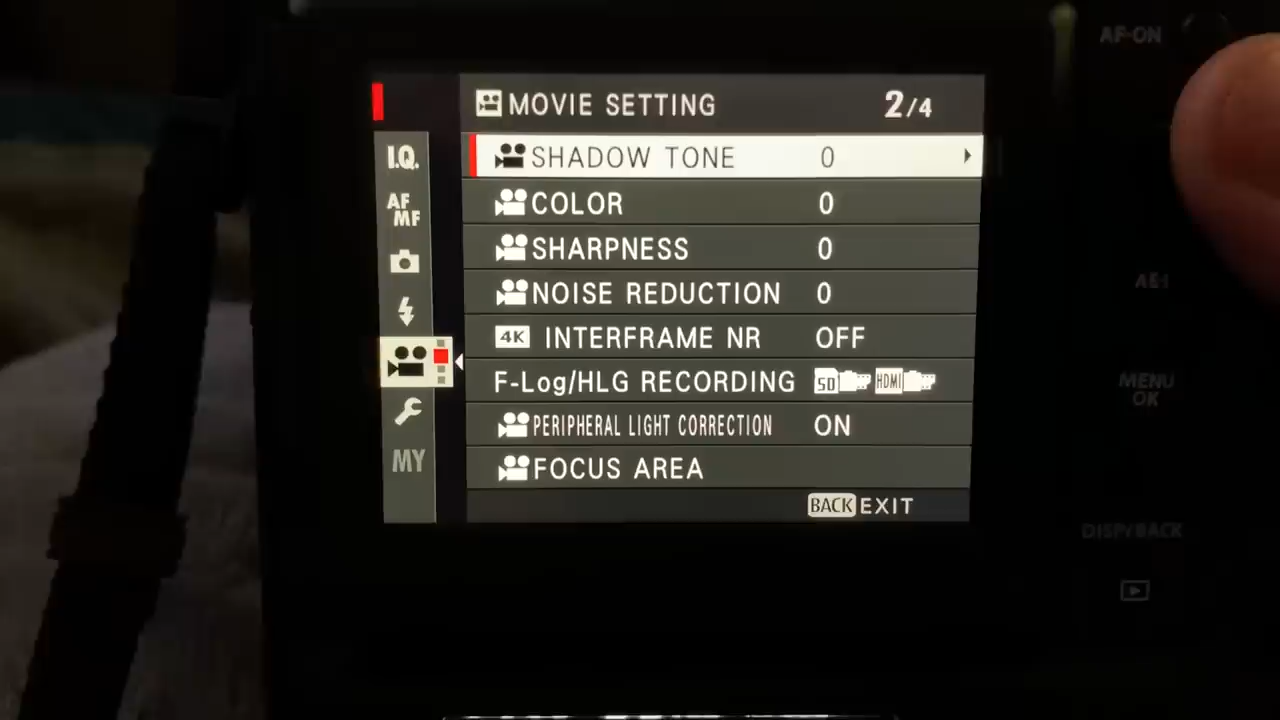 AF-ON
MOVIE SETTING 2/4
SHADOW TONE 0
COLOR 0
SHARPNESS 0
NOISE REDUCTION 0
4K INTERFRAME NR OFF
F-Log/HLG RECORDING SD HDMI
PERIPHERAL LIGHT CORRECTION ON
FOCUS AREA
BACK EXIT
I.Q.
AF
MF
MY
MENU
OK
DISP/BACK